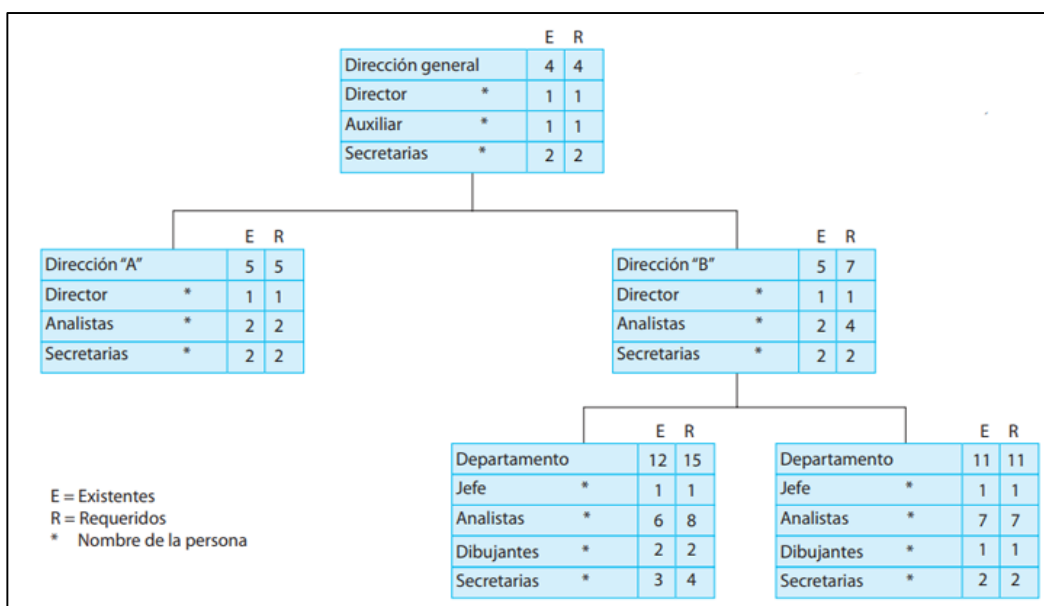 E R
Dirección general 4 4
Director * 1 1
Auxiliar * 1 1
Secretarias * 2 2
E R
Dirección "A" 5 5
Director * 1 1
Analistas * 2 2
Secretarias * 2 2
E R
Dirección "B" 5 7
Director * 1 1
Analistas * 2 4
Secretarias * 2 2
E R
Departamento 12 15
Jefe * 1 1
Analistas * 6 8
Dibujantes * 2 2
Secretarias * 3 4
E R
Departamento 11 11
Jefe * 1 1
Analistas * 7 7
Dibujantes * 1 1
Secretarias * 2 2
E = Existentes
R = Requeridos
* Nombre de la persona